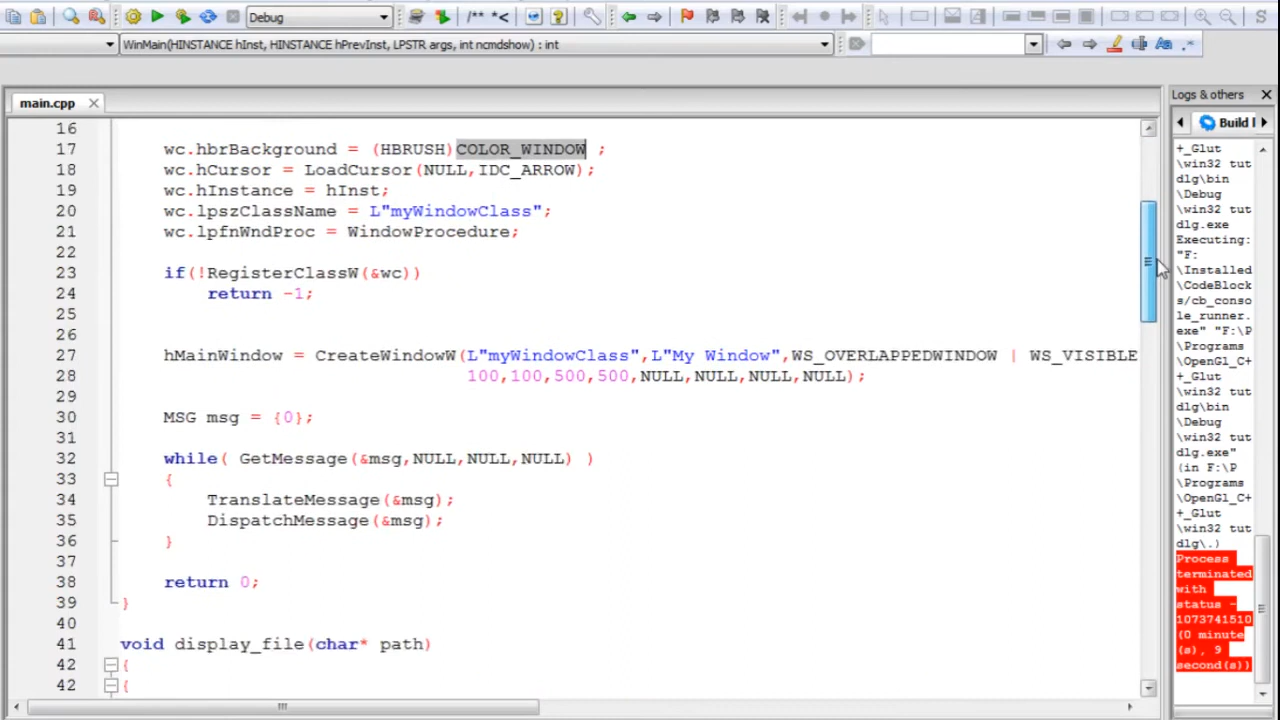 Debug
/** *<
WinMain(HINSTANCE hInst, HINSTANCE hPrevInst, LPSTR args, int ncmdshow) : int
main.cpp
Logs & others
Build l
16
17 wc.hbrBackground = (HBRUSH)COLOR_WINDOW ;
18 wc.hCursor = LoadCursor(NULL,IDC_ARROW);
19 wc.hInstance = hInst;
20 wc.lpszClassName = L"myWindowClass";
21 wc.lpfnWndProc = WindowProcedure;
22
23 if(!RegisterClassW(&wc))
24 return -1;
25
26
27 hMainWindow = CreateWindowW(L"myWindowClass",L"My Window",WS_OVERLAPPEDWINDOW | WS_VISIBLE
28 100,100,500,500,NULL,NULL,NULL,NULL);
29
30 MSG msg = {0};
31
32 while( GetMessage(&msg,NULL,NULL,NULL) )
33 {
34 TranslateMessage(&msg);
35 DispatchMessage(&msg);
36 }
37
38 return 0;
39 }
40
41 void display_file(char* path)
42 {
42 {
+_Glut
\win32 tut
dlg\bin
\Debug
\win32 tut
dlg.exe
Executing:
"F:
\Installed
\CodeBlock
s/cb_conso
le_runner.
exe" "F:\P
\Programs
\OpenGl_C+
+_Glut
\win32 tut
dlg\bin
\Debug
\win32 tut
dlg.exe"
(in F:\P
\Programs
\OpenGl_C+
+_Glut
\win32 tut
dlg\.)
Process
terminated
with
status -
1073741510
(0 minute
(s), 9
second(s))